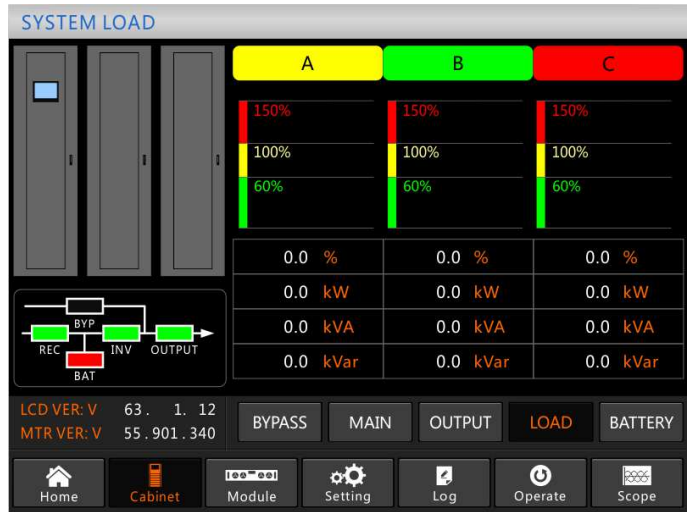 SYSTEM LOAD
A B C
150% 150% 150%
100% 100% 100%
60% 60% 60%
0.0 % 0.0 % 0.0 %
0.0 kW 0.0 kW 0.0 kW
0.0 kVA 0.0 kVA 0.0 kVA
0.0 kVar 0.0 kVar 0.0 kVar
BYP
REC INV OUTPUT
BAT
LCD VER: V 63. 1. 12
MTR VER: V 55.901.340
BYPASS MAIN OUTPUT LOAD BATTERY
Home Cabinet Module Setting Log Operate Scope